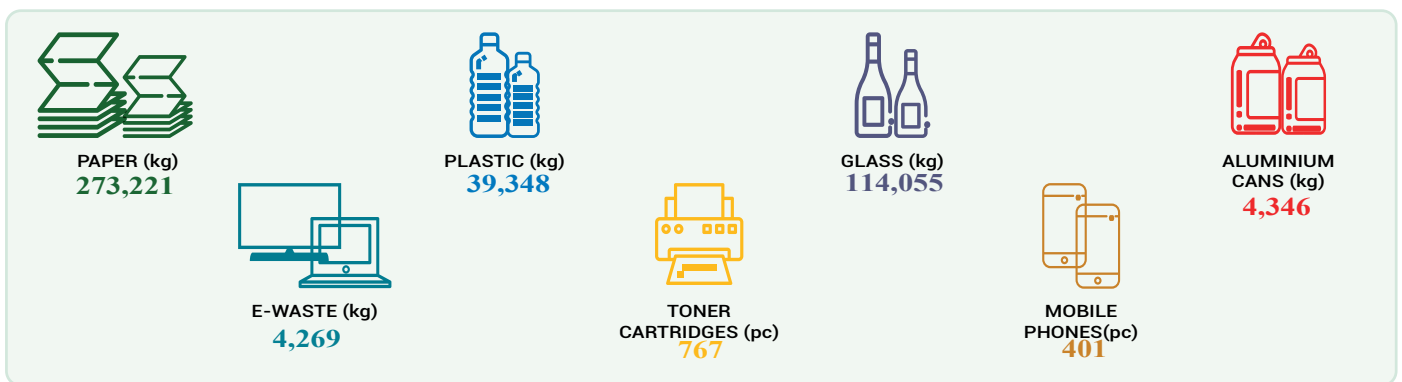 PAPER (kg)
273,221
PLASTIC (kg)
39,348
GLASS (kg)
114,055
ALUMINIUM
CANS (kg)
4,346
E-WASTE (kg)
4,269
TONER
CARTRIDGES (pc)
767
MOBILE
PHONES(pc)
401